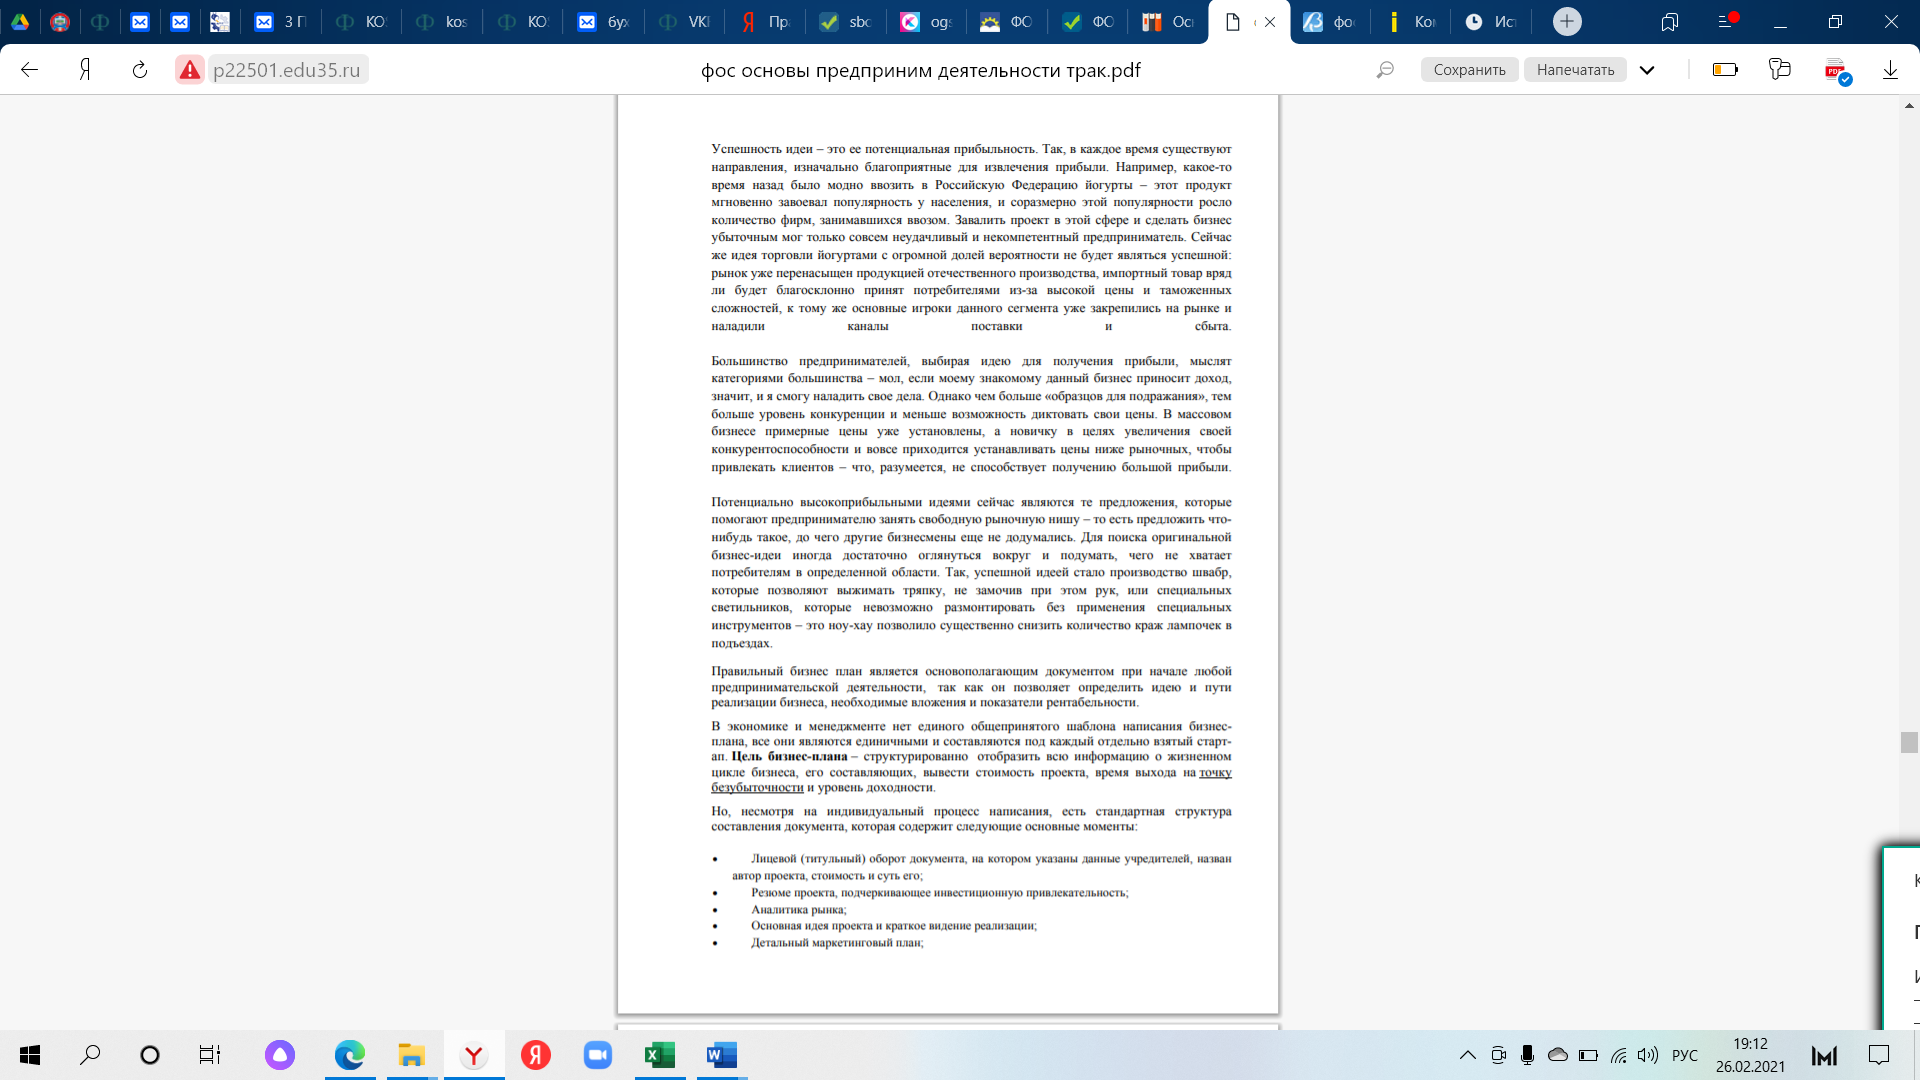 З П
КО
kos
КО
бух
VKI
Пр
sbo
ogs
ФО
ФО
Ос
фо
Ко
Ис
p22501.edu35.ru
фос основы предприним деятельности трак.pdf
Сохранить
Напечатать
Успешность идеи – это ее потенциальная прибыльность. Так, в каждое время существуют
направления, изначально благоприятные для извлечения прибыли. Например, какое-то
время назад было модно ввозить в Российскую Федерацию йогурты – этот продукт
мгновенно завоевал популярность у населения, и соразмерно этой популярности росло
количество фирм, занимавшихся ввозом. Завалить проект в этой сфере и сделать бизнес
убыточным мог только совсем неудачливый и некомпетентный предприниматель. Сейчас
же идея торговли йогуртами с огромной долей вероятности не будет являться успешной:
рынок уже перенасыщен продукцией отечественного производства, импортный товар вряд
ли будет благосклонно принят потребителями из-за высокой цены и таможенных
сложностей, к тому же основные игроки данного сегмента уже закрепились на рынке и
наладили каналы поставки и сбыта.
Большинство предпринимателей, выбирая идею для получения прибыли, мыслят
категориями большинства – мол, если моему знакомому данный бизнес приносит доход,
значит, и я смогу наладить свое дела. Однако чем больше «образцов для подражания», тем
больше уровень конкуренции и меньше возможность диктовать свои цены. В массовом
бизнесе примерные цены уже установлены, а новичку в целях увеличения своей
конкурентоспособности и вовсе приходится устанавливать цены ниже рыночных, чтобы
привлекать клиентов – что, разумеется, не способствует получению большой прибыли.
Потенциально высокоприбыльными идеями сейчас являются те предложения, которые
помогают предпринимателю занять свободную рыночную нишу – то есть предложить что-
нибудь такое, до чего другие бизнесмены еще не додумались. Для поиска оригинальной
бизнес-идеи иногда достаточно оглянуться вокруг и подумать, чего не хватает
потребителям в определенной области. Так, успешной идеей стало производство швабр,
которые позволяют выжимать тряпку, не замочив при этом рук, или специальных
светильников, которые невозможно размонтировать без применения специальных
инструментов – это ноу-хау позволило существенно снизить количество краж лампочек в
подъездах.
Правильный бизнес план является основополагающим документом при начале любой
предпринимательской деятельности, так как он позволяет определить идею и пути
реализации бизнеса, необходимые вложения и показатели рентабельности.
В экономике и менеджменте нет единого общепринятого шаблона написания бизнес-
плана, все они являются единичными и составляются под каждый отдельно взятый старт-
ап. Цель бизнес-плана – структурированно отобразить всю информацию о жизненном
цикле бизнеса, его составляющих, вывести стоимость проекта, время выхода на точку
безубыточности и уровень доходности.
Но, несмотря на индивидуальный процесс написания, есть стандартная структура
составления документа, которая содержит следующие основные моменты:
• Лицевой (титульный) оборот документа, на котором указаны данные учредителей, назван
автор проекта, стоимость и суть его;
• Резюме проекта, подчеркивающее инвестиционную привлекательность;
• Аналитика рынка;
• Основная идея проекта и краткое видение реализации;
• Детальный маркетинговый план;
РУС
19:12
26.02.2021